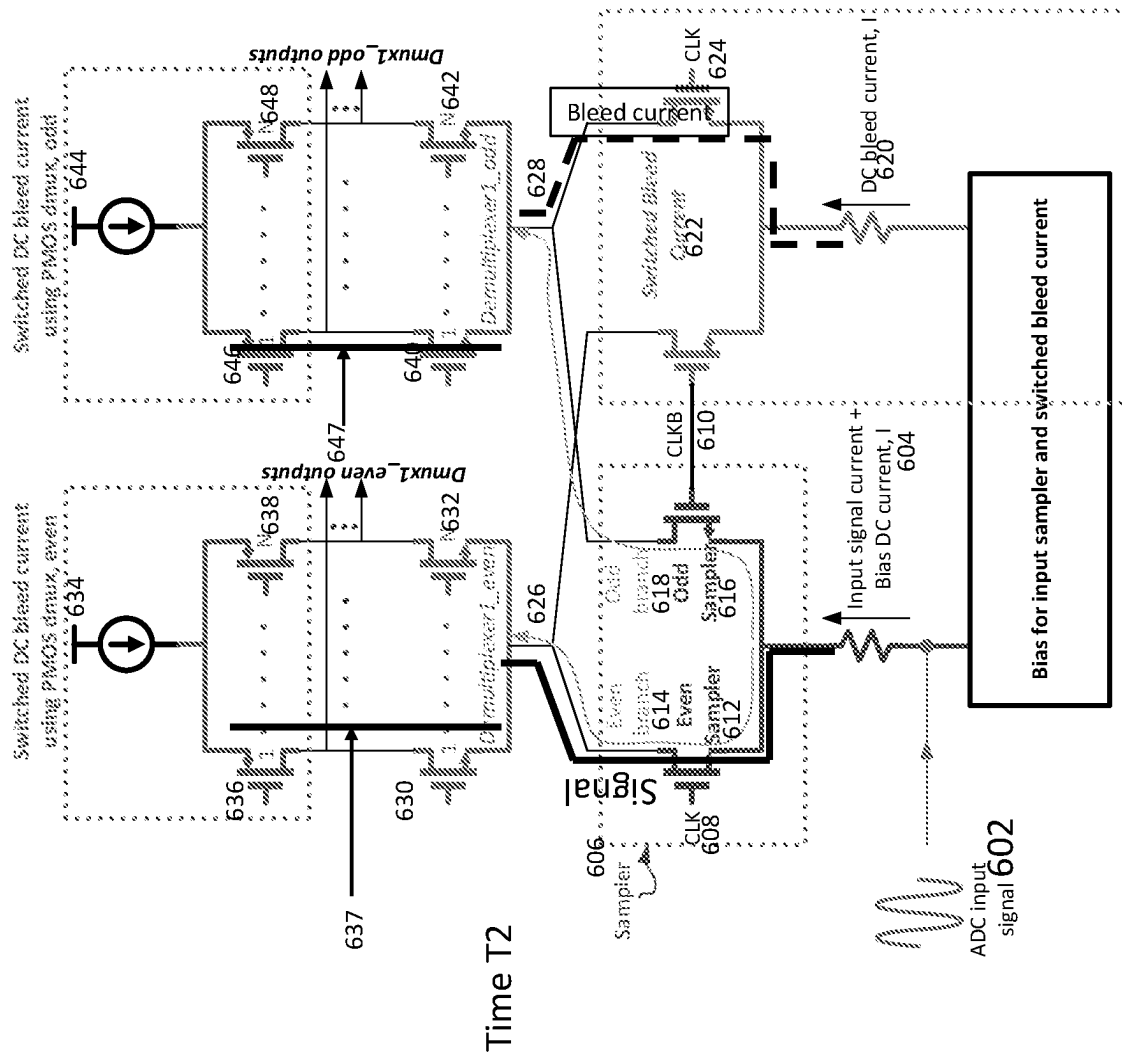 Switched DC bleed current
using PMOS dmux, even
634
Switched DC bleed current
using PMOS dmux, odd
644
636
1
N
638
646
1
N
648
637
647
Dmux1_even outputs
Dmux1_odd outputs
630
1
N
632
640
1
N
642
Demultiplexer1_even
Demultiplexer1_odd
626
628
Time T2
Signal
Bleed current
606
Sampler
CLK
608
Even
branch
614
Even
Sampler
612
Odd
branch
618
Odd
Sampler
616
CLKB
610
Switched Bleed
Current
622
CLK
624
Input signal current +
Bias DC current, I
604
DC bleed current, I
620
ADC input
signal 602
Bias for input sampler and switched bleed current